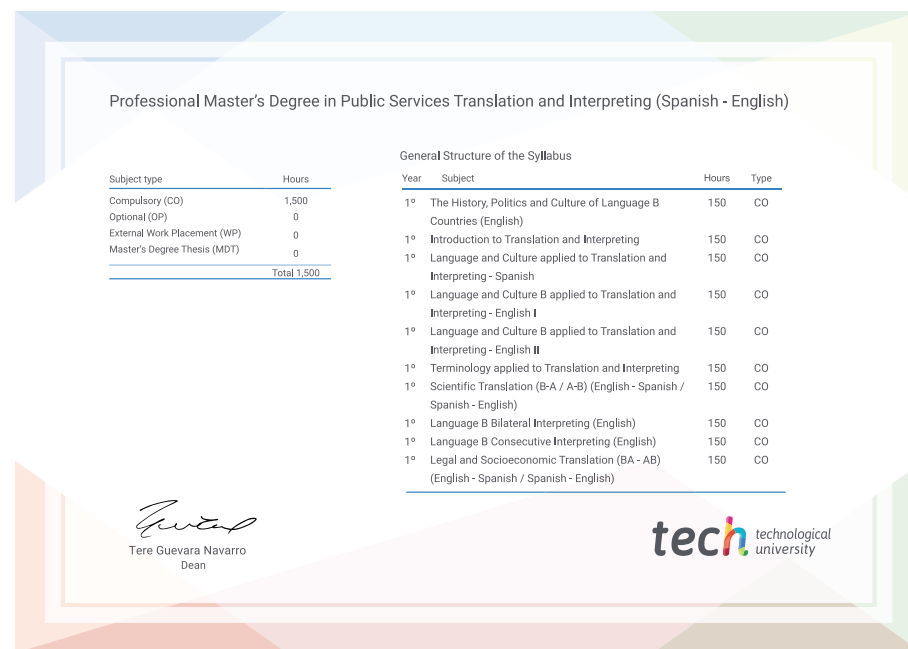 Professional Master's Degree in Public Services Translation and Interpreting (Spanish - English)
Subject type Hours
Compulsory (CO) 1,500
Optional (OP) 0
External Work Placement (WP) 0
Master's Degree Thesis (MDT) 0
Total 1,500
General Structure of the Syllabus
Year Subject Hours Type
1º The History, Politics and Culture of Language B 150 CO
Countries (English)
1º Introduction to Translation and Interpreting 150 CO
1º Language and Culture applied to Translation and 150 CO
Interpreting - Spanish
1º Language and Culture B applied to Translation and 150 CO
Interpreting - English I
1º Language and Culture B applied to Translation and 150 CO
Interpreting - English II
1º Terminology applied to Translation and Interpreting 150 CO
1º Scientific Translation (B-A / A-B) (English - Spanish / 150 CO
Spanish - English)
1º Language B Bilateral Interpreting (English) 150 CO
1º Language B Consecutive Interpreting (English) 150 CO
1º Legal and Socioeconomic Translation (BA - AB) 150 CO
(English - Spanish / Spanish - English)
Tere Guevara Navarro
Dean
tech technological
university